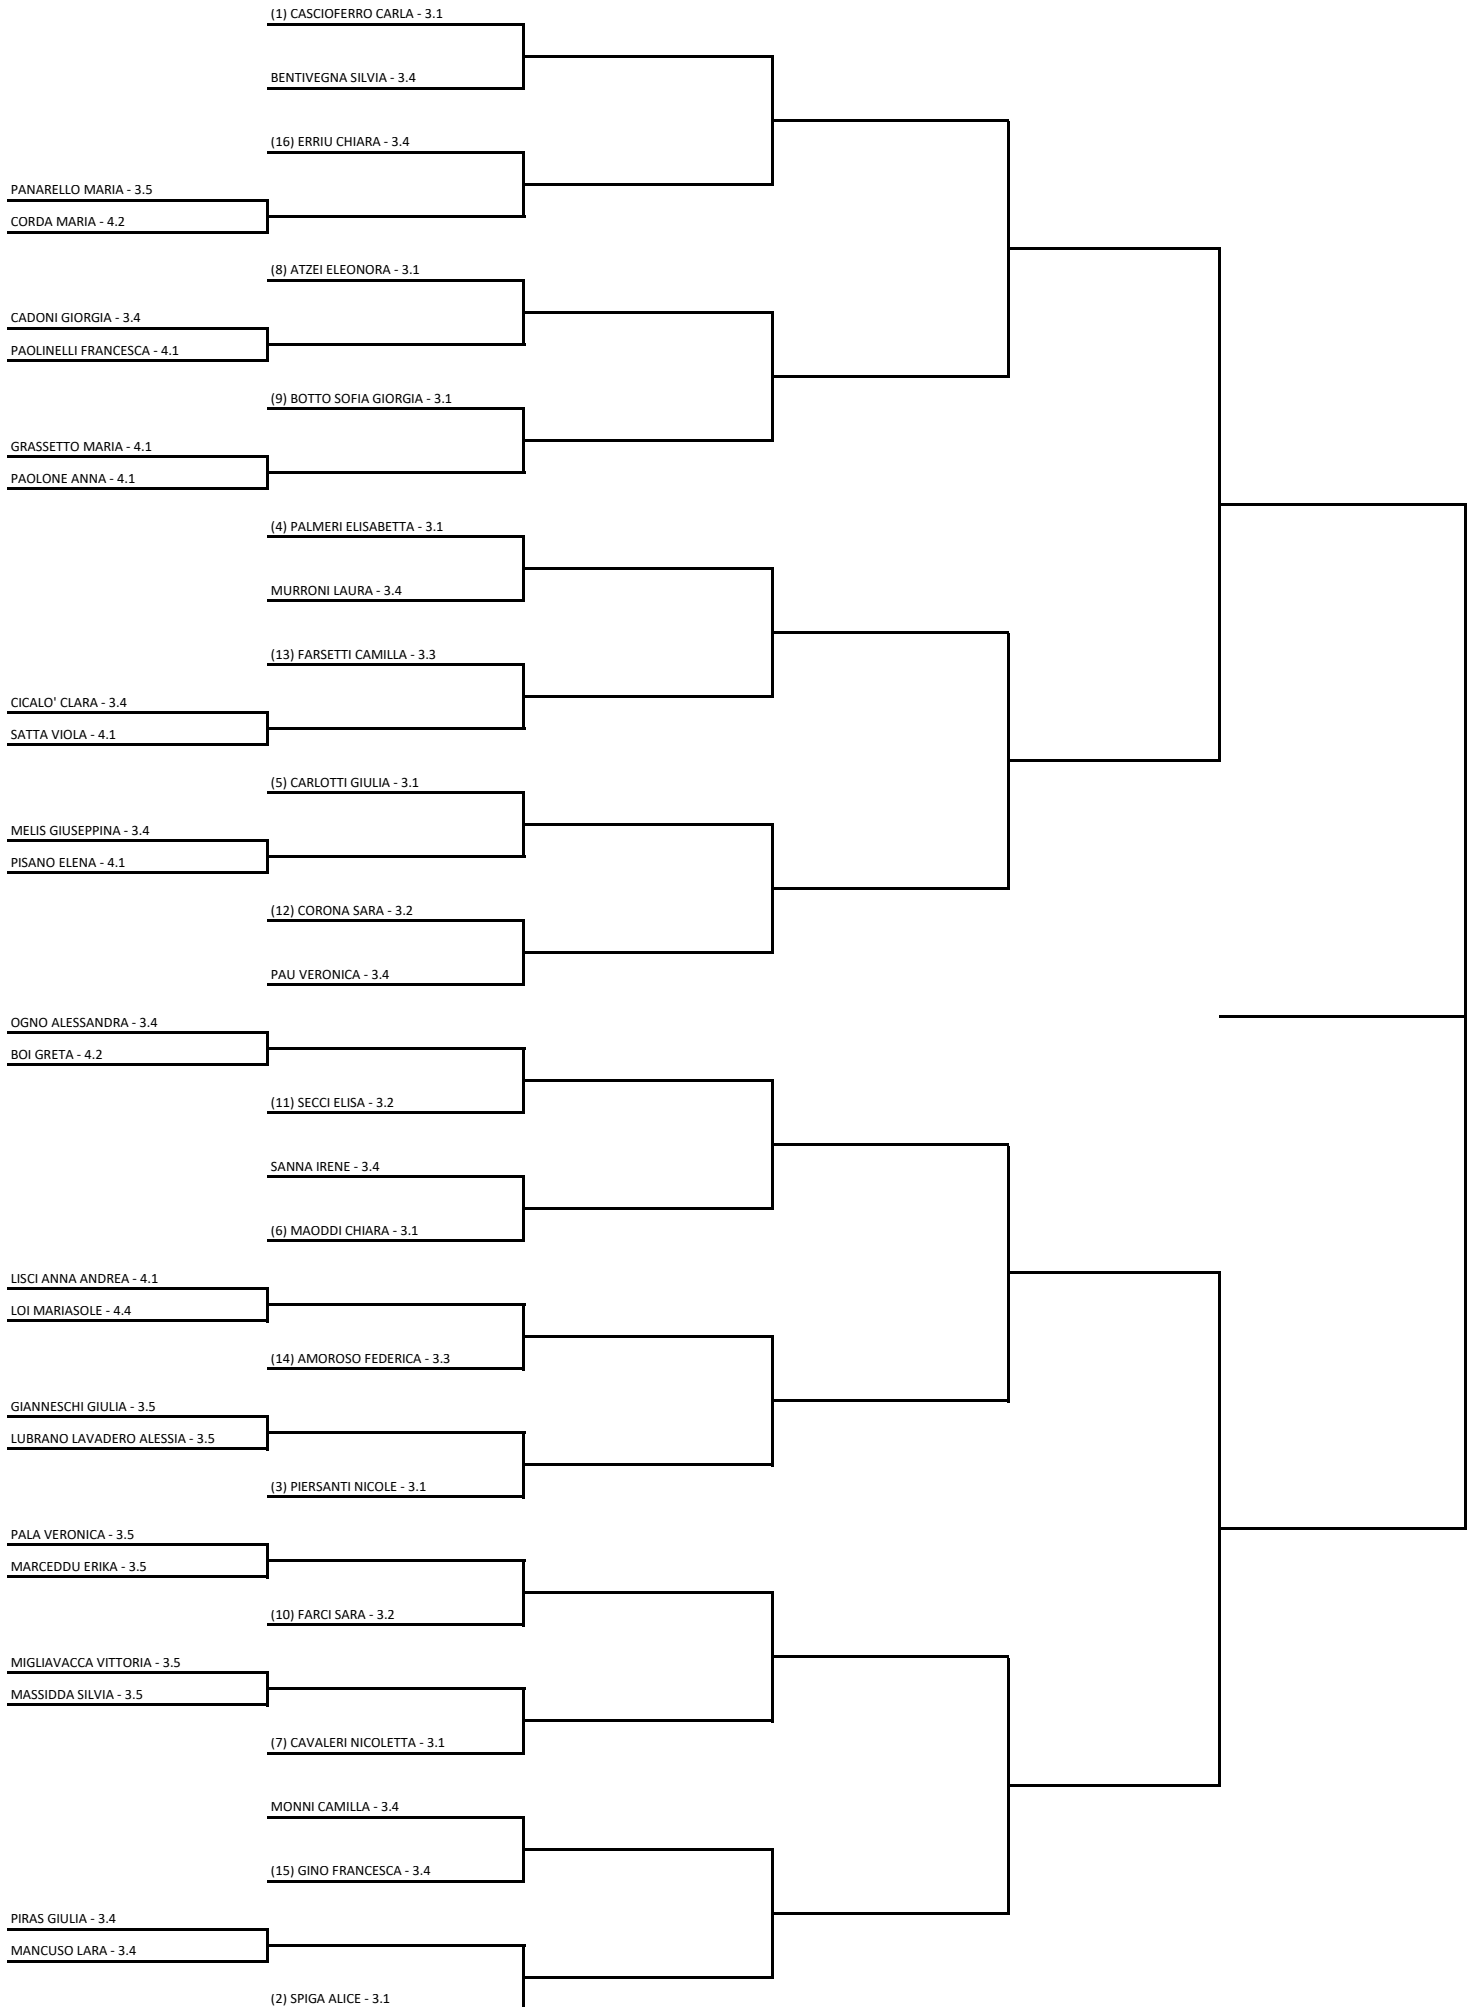 (1) CASCIOFERRO CARLA - 3.1
BENTIVEGNA SILVIA - 3.4
(16) ERRIU CHIARA - 3.4
PANARELLO MARIA - 3.5
CORDA MARIA - 4.2
(8) ATZEI ELEONORA - 3.1
CADONI GIORGIA - 3.4
PAOLINELLI FRANCESCA - 4.1
(9) BOTTO SOFIA GIORGIA - 3.1
GRASSETTO MARIA - 4.1
PAOLONE ANNA - 4.1
(4) PALMERI ELISABETTA - 3.1
MURRONI LAURA - 3.4
(13) FARSETTI CAMILLA - 3.3
CICALO' CLARA - 3.4
SATTA VIOLA - 4.1
(5) CARLOTTI GIULIA - 3.1
MELIS GIUSEPPINA - 3.4
PISANO ELENA - 4.1
(12) CORONA SARA - 3.2
PAU VERONICA - 3.4
OGNO ALESSANDRA - 3.4
BOI GRETA - 4.2
(11) SECCI ELISA - 3.2
SANNA IRENE - 3.4
(6) MAODDI CHIARA - 3.1
LISCI ANNA ANDREA - 4.1
LOI MARIASOLE - 4.4
(14) AMOROSO FEDERICA - 3.3
GIANNESCHI GIULIA - 3.5
LUBRANO LAVADERO ALESSIA - 3.5
(3) PIERSANTI NICOLE - 3.1
PALA VERONICA - 3.5
MARCEDDU ERIKA - 3.5
(10) FARCI SARA - 3.2
MIGLIAVACCA VITTORIA - 3.5
MASSIDDA SILVIA - 3.5
(7) CAVALERI NICOLETTA - 3.1
MONNI CAMILLA - 3.4
(15) GINO FRANCESCA - 3.4
PIRAS GIULIA - 3.4
MANCUSO LARA - 3.4
(2) SPIGA ALICE - 3.1